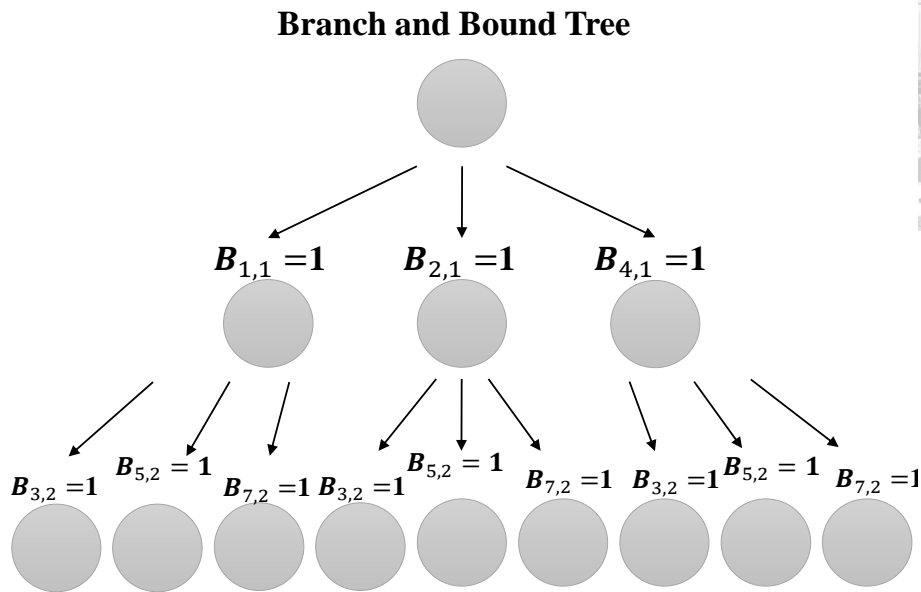 Branch and Bound Tree
B1,1 =1
B2,1 =1
B4,1 =1
B3,2 =1
B5,2 = 1
B7,2 =1
B3,2 =1
B5,2 = 1
B7,2 =1
B3,2 =1
B5,2 = 1
B7,2 =1